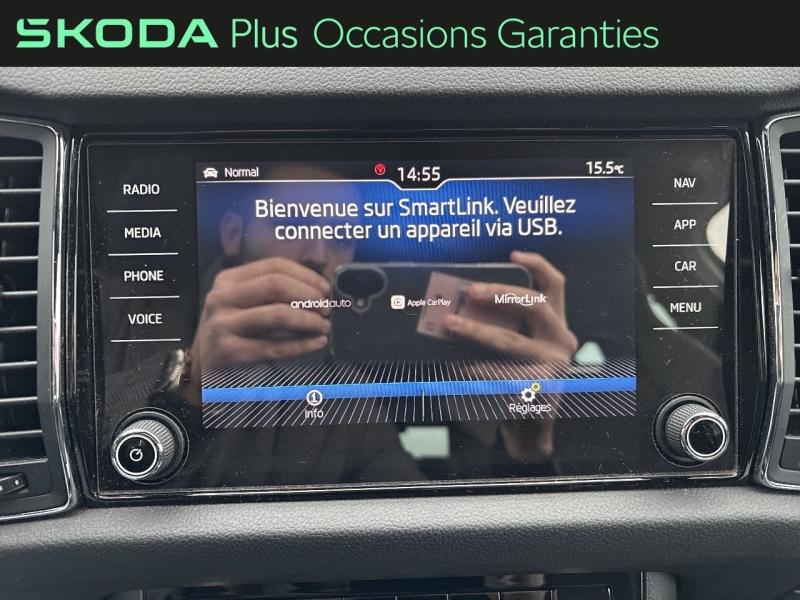 SKODA Plus Occasions Garanties
Normal
14:55
15.5°C
RADIO
MEDIA
PHONE
VOICE
NAV
APP
CAR
MENU
Bienvenue sur SmartLink. Veuillez
connecter un appareil via USB.
androidauto
Apple CarPlay
MirrorLink
Info
Réglages